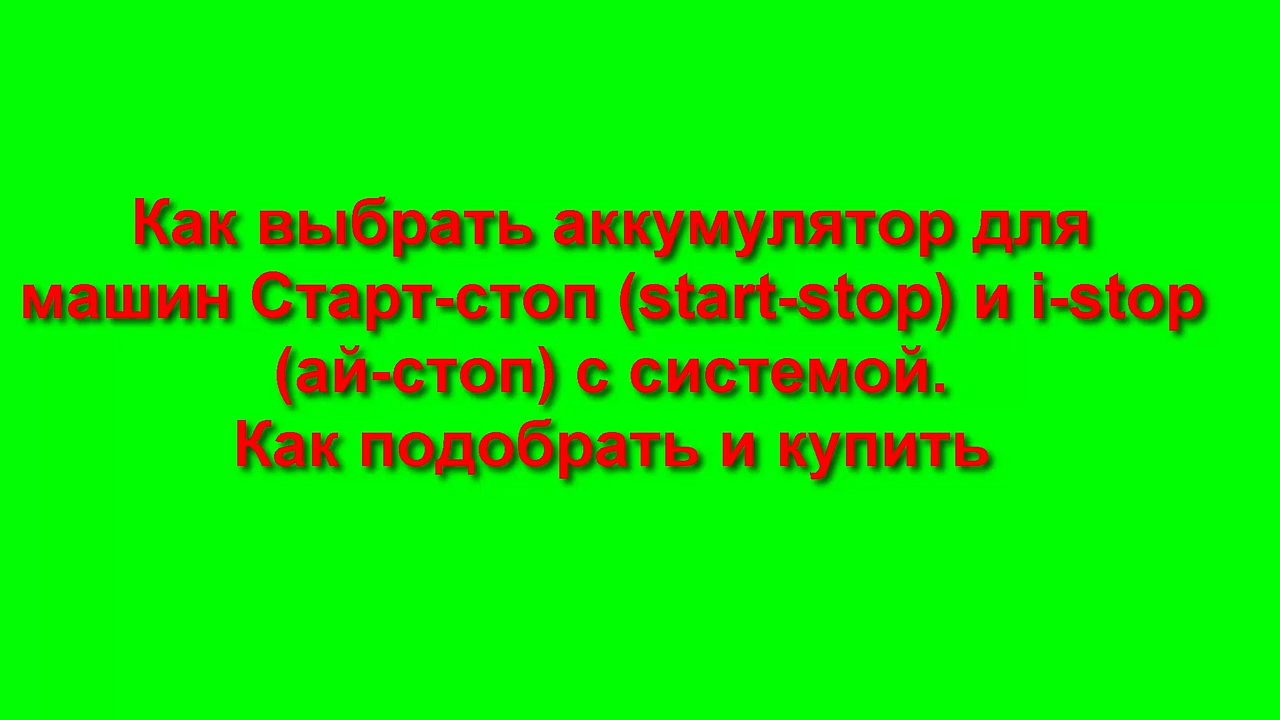 Как выбрать аккумулятор для
машин Старт-стоп (start-stop) и i-stop
(ай-стоп) с системой.
Как подобрать и купить